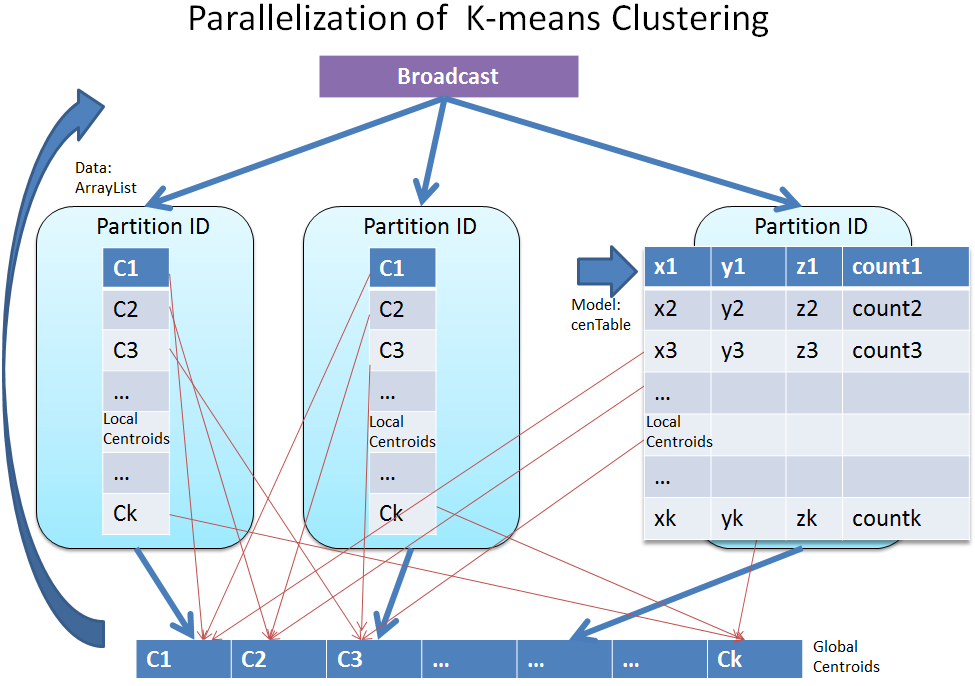 Parallelization of K-means Clustering
Broadcast
Data:
ArrayList
Partition ID
C1
C2
C3
...
Local
Centroids
...
Ck
Partition ID
C1
C2
C3
...
Local
Centroids
...
Ck
Partition ID
Model:
cenTable
x1 y1 z1 count1
x2 y2 z2 count2
x3 y3 z3 count3
...
Local
Centroids
...
xk yk zk countk
C1 C2 C3 ... ... ... Ck
Global
Centroids